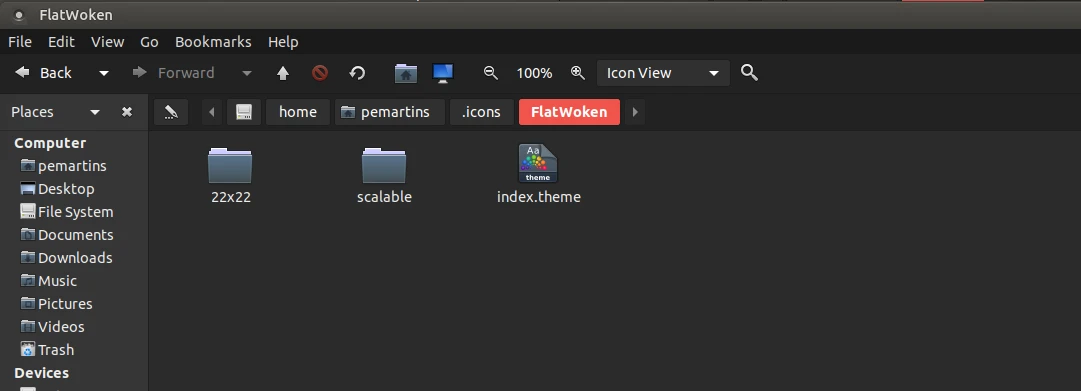 FlatWoken
File Edit View Go Bookmarks Help
Back Forward 100% Icon View
Places home pemartins .icons FlatWoken
Computer
pemartins
Desktop
File System
Documents
Downloads
Music
Pictures
Videos
Trash
Devices
22x22 scalable index.theme
Aa
theme